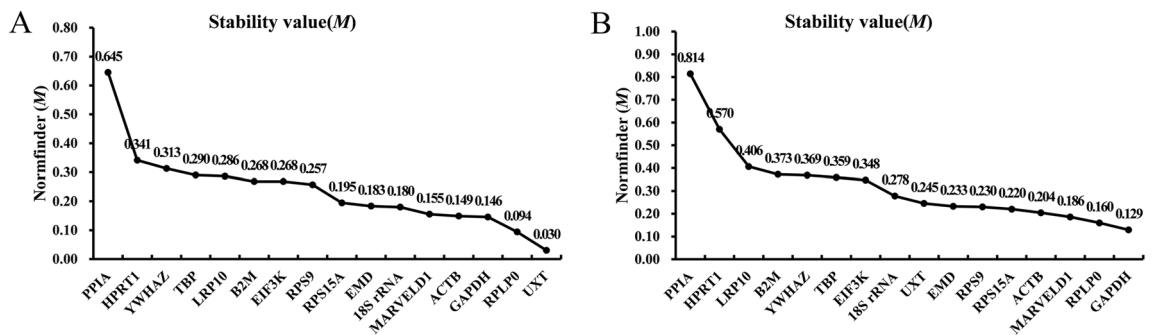 A
Stability value(M)
Normfinder (M)
0.80
0.70
0.60
0.50
0.40
0.30
0.20
0.10
0.00
0.645
0.341
0.313
0.290
0.286
0.268
0.268
0.257
0.195
0.183
0.180
0.155
0.149
0.146
0.094
0.030
PPIA
HPRT1
YWHAZ
TBP
LRP10
B2M
EIF3K
RPS9
RPS15A
EMD
18S rRNA
MARVELD1
ACTB
GAPDH
RPLP0
UXT
B
Stability value(M)
Normfinder (M)
1.00
0.90
0.80
0.70
0.60
0.50
0.40
0.30
0.20
0.10
0.00
0.814
0.570
0.406
0.373
0.369
0.359
0.348
0.278
0.245
0.233
0.230
0.220
0.204
0.186
0.160
0.129
PPIA
HPRT1
LRP10
B2M
YWHAZ
TBP
EIF3K
18S rRNA
UXT
EMD
RPS9
RPS15A
ACTB
MARVELD1
RPLP0
GAPDH